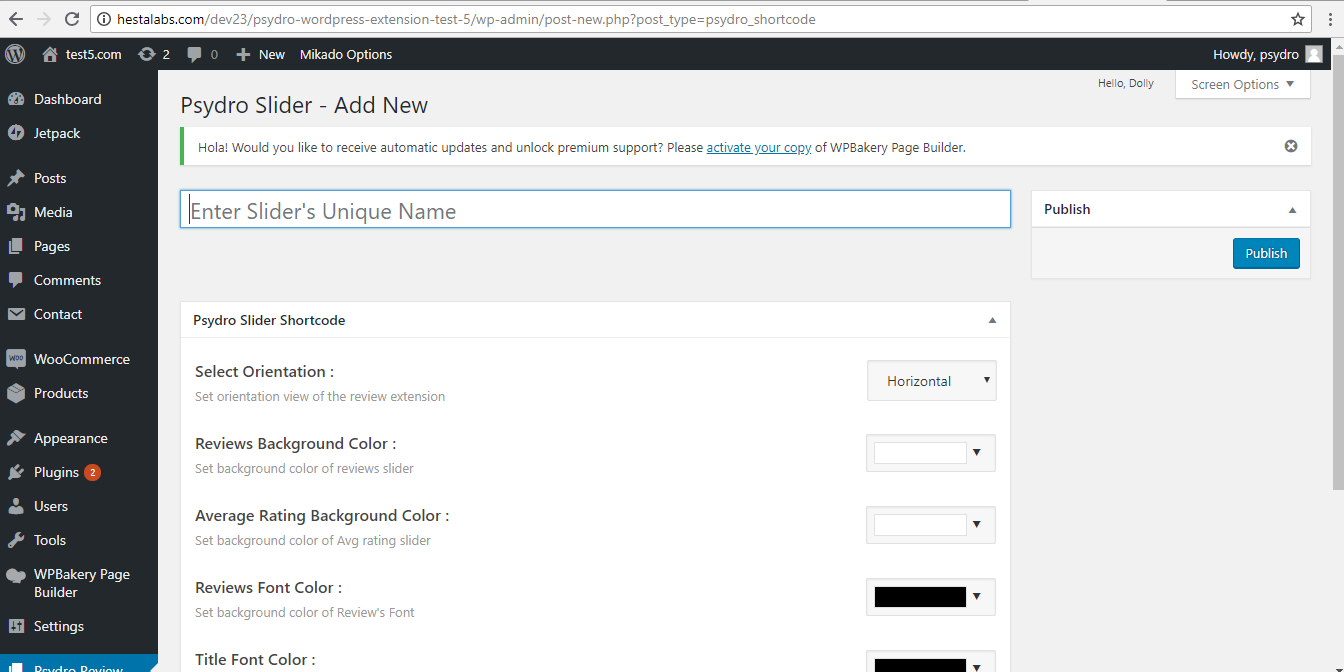 hestalabs.com/dev23/psydro-wordpress-extension-test-5/wp-admin/post-new.php?post_type=psydro_shortcode
test5.com 2 0 New Mikado Options Howdy, psydro
Hello, Dolly Screen Options
Dashboard
Jetpack
Posts
Media
Pages
Comments
Contact
WOO WooCommerce
Products
Appearance
Plugins 2
Users
Tools
WPBakery Page
Builder
Settings
Psydro Review
Psydro Slider - Add New
Hola! Would you like to receive automatic updates and unlock premium support? Please activate your copy of WPBakery Page Builder.
Enter Slider's Unique Name
Publish
Publish
Psydro Slider Shortcode
Select Orientation :
Set orientation view of the review extension
Horizontal
Reviews Background Color :
Set background color of reviews slider
Average Rating Background Color :
Set background color of Avg rating slider
Reviews Font Color :
Set background color of Review's Font
Title Font Color :